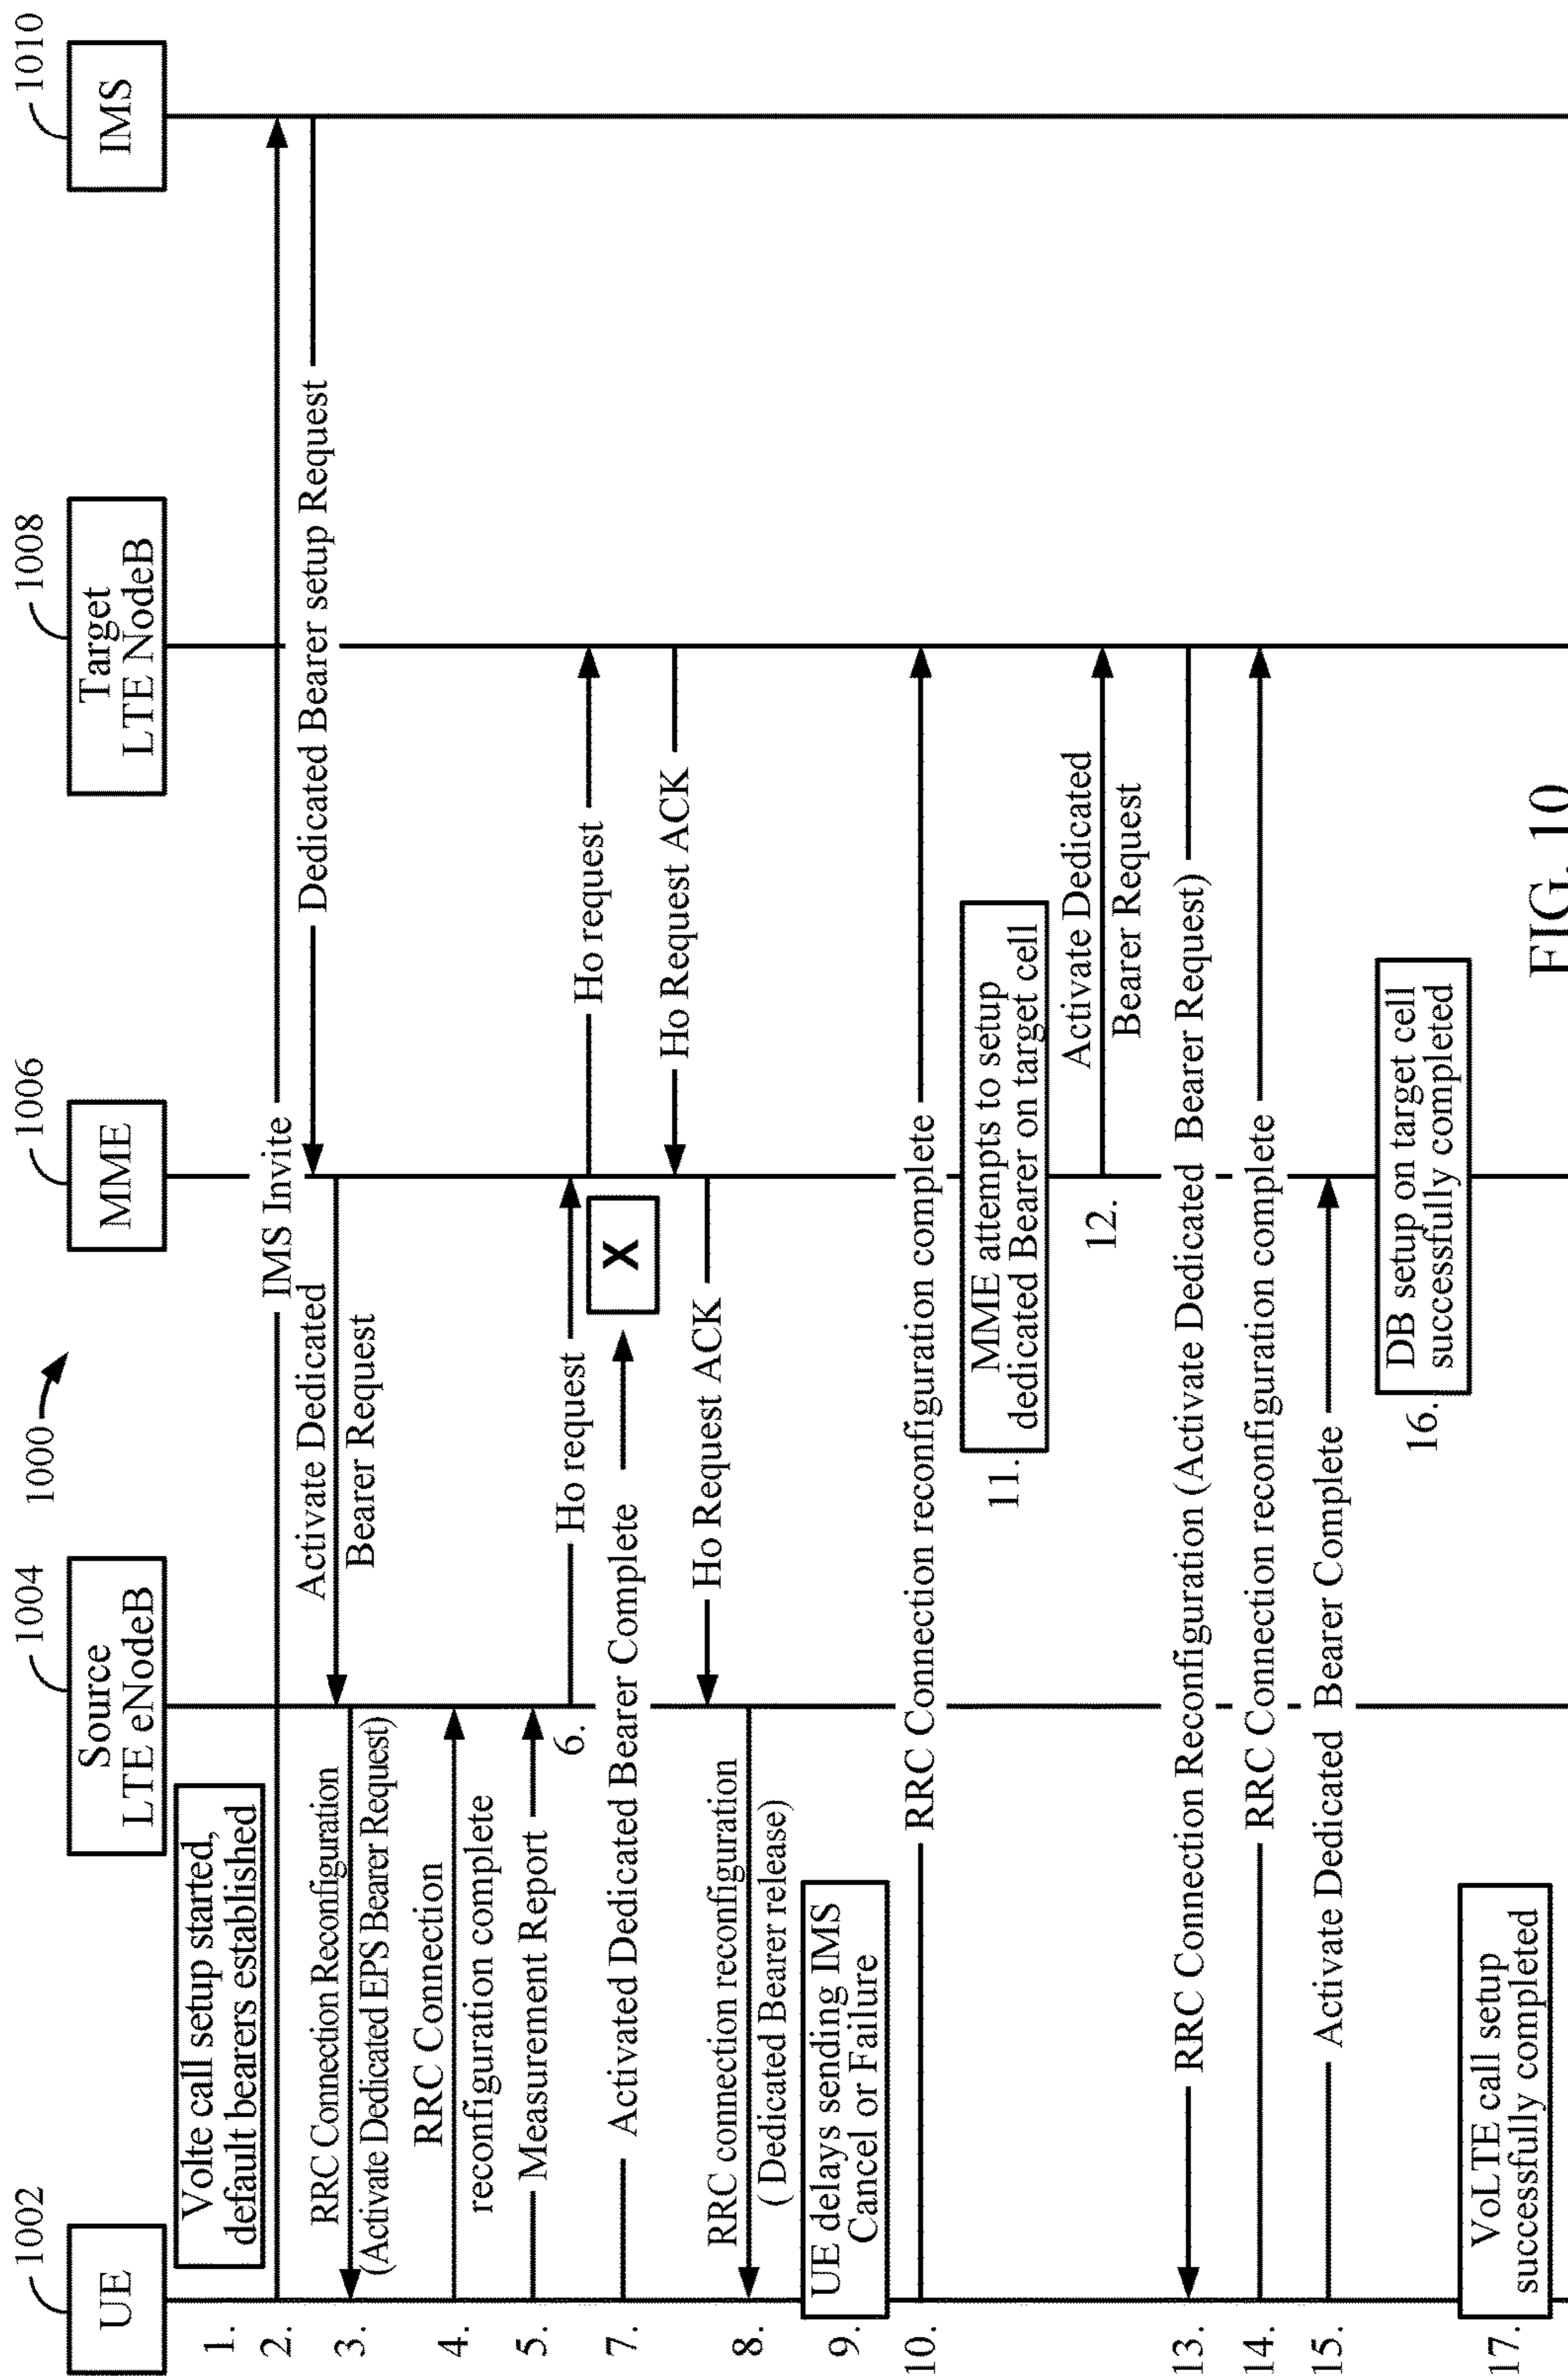 1000
1002
UE
1004
Source
LTE eNodeB
1006
MME
1008
Target
LTE NodeB
1010
IMS
1.
Volte call setup started,
default bearers established
2.
IMS Invite
Dedicated Bearer setup Request
Activate Dedicated
Bearer Request
3.
RRC Connection Reconfiguration
(Activate Dedicated EPS Bearer Request)
4.
RRC Connection
reconfiguration complete
5.
Measurement Report
6.
Ho request
Ho request
7.
Activated Dedicated Bearer Complete
X
Ho Request ACK
Ho Request ACK
8.
RRC connection reconfiguration
( Dedicated Bearer release)
9.
UE delays sending IMS
Cancel or Failure
10.
RRC Connection reconfiguration complete
11.
MME attempts to setup
dedicated Bearer on target cell
12.
Activate Dedicated
Bearer Request
13.
RRC Connection Reconfiguration (Activate Dedicated Bearer Request)
14.
RRC Connection reconfiguration complete
15.
Activate Dedicated Bearer Complete
16.
DB setup on target cell
successfully completed
17.
VoLTE call setup
successfully completed
FIG. 10